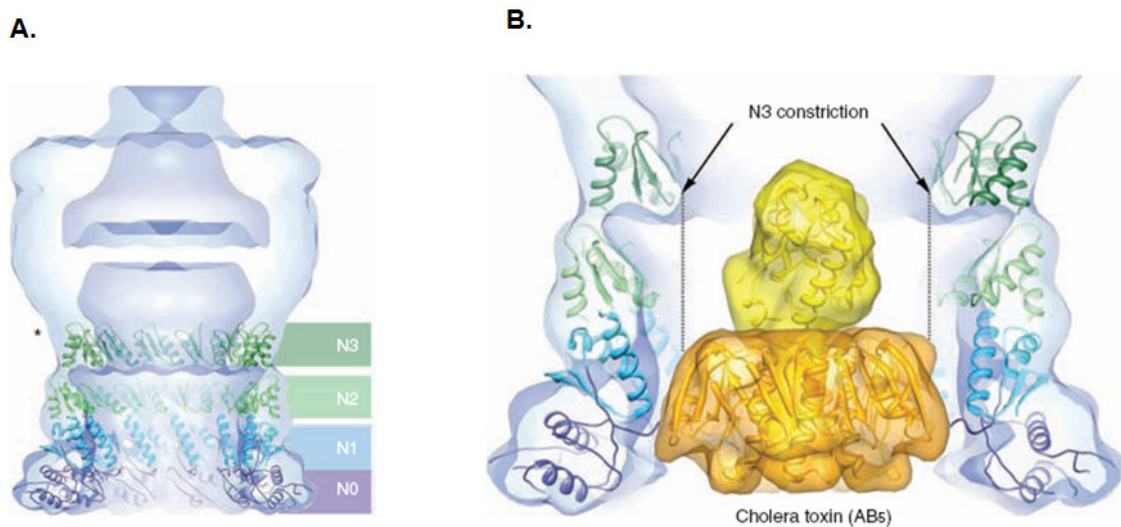 A.
B.
N3 constriction
*
N3
N2
N1
N0
Cholera toxin (AB5)